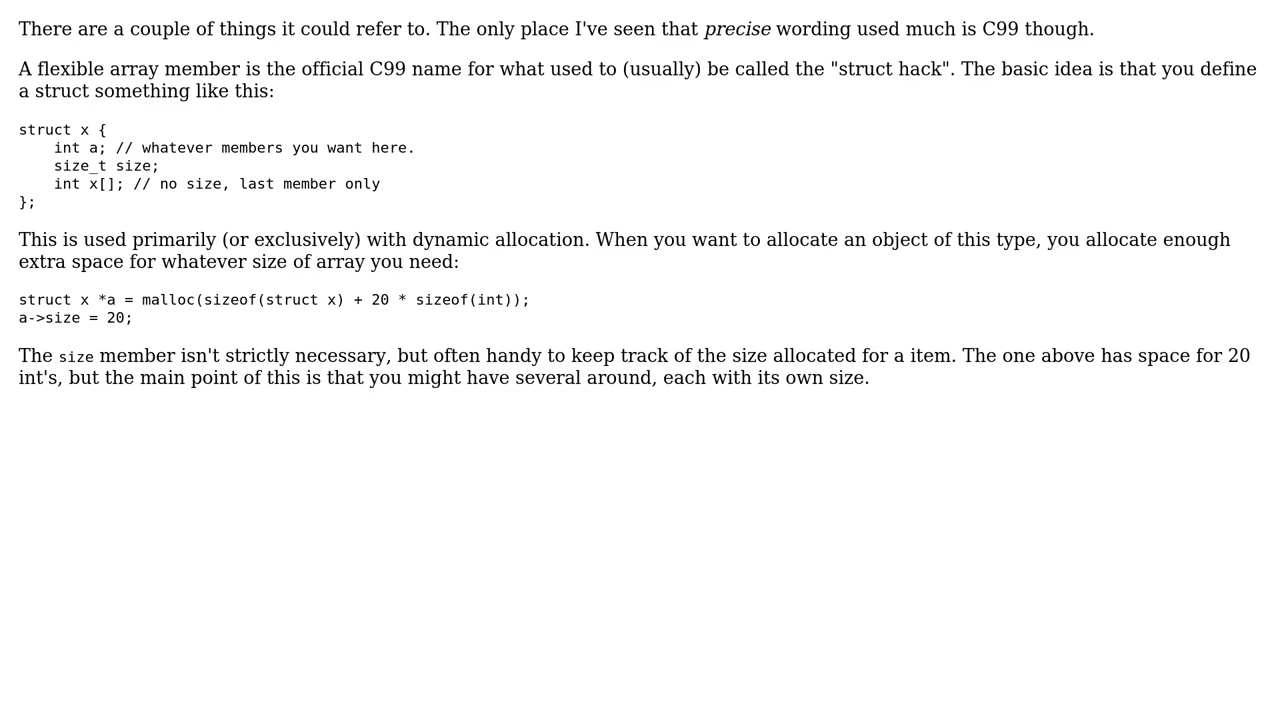 There are a couple of things it could refer to. The only place I've seen that precise wording used much is C99 though.
A flexible array member is the official C99 name for what used to (usually) be called the "struct hack". The basic idea is that you define
a struct something like this:
struct x {
    int a; // whatever members you want here.
    size_t size;
    int x[]; // no size, last member only
};
This is used primarily (or exclusively) with dynamic allocation. When you want to allocate an object of this type, you allocate enough
extra space for whatever size of array you need:
struct x *a = malloc(sizeof(struct x) + 20 * sizeof(int));
a->size = 20;
The size member isn't strictly necessary, but often handy to keep track of the size allocated for a item. The one above has space for 20
int's, but the main point of this is that you might have several around, each with its own size.